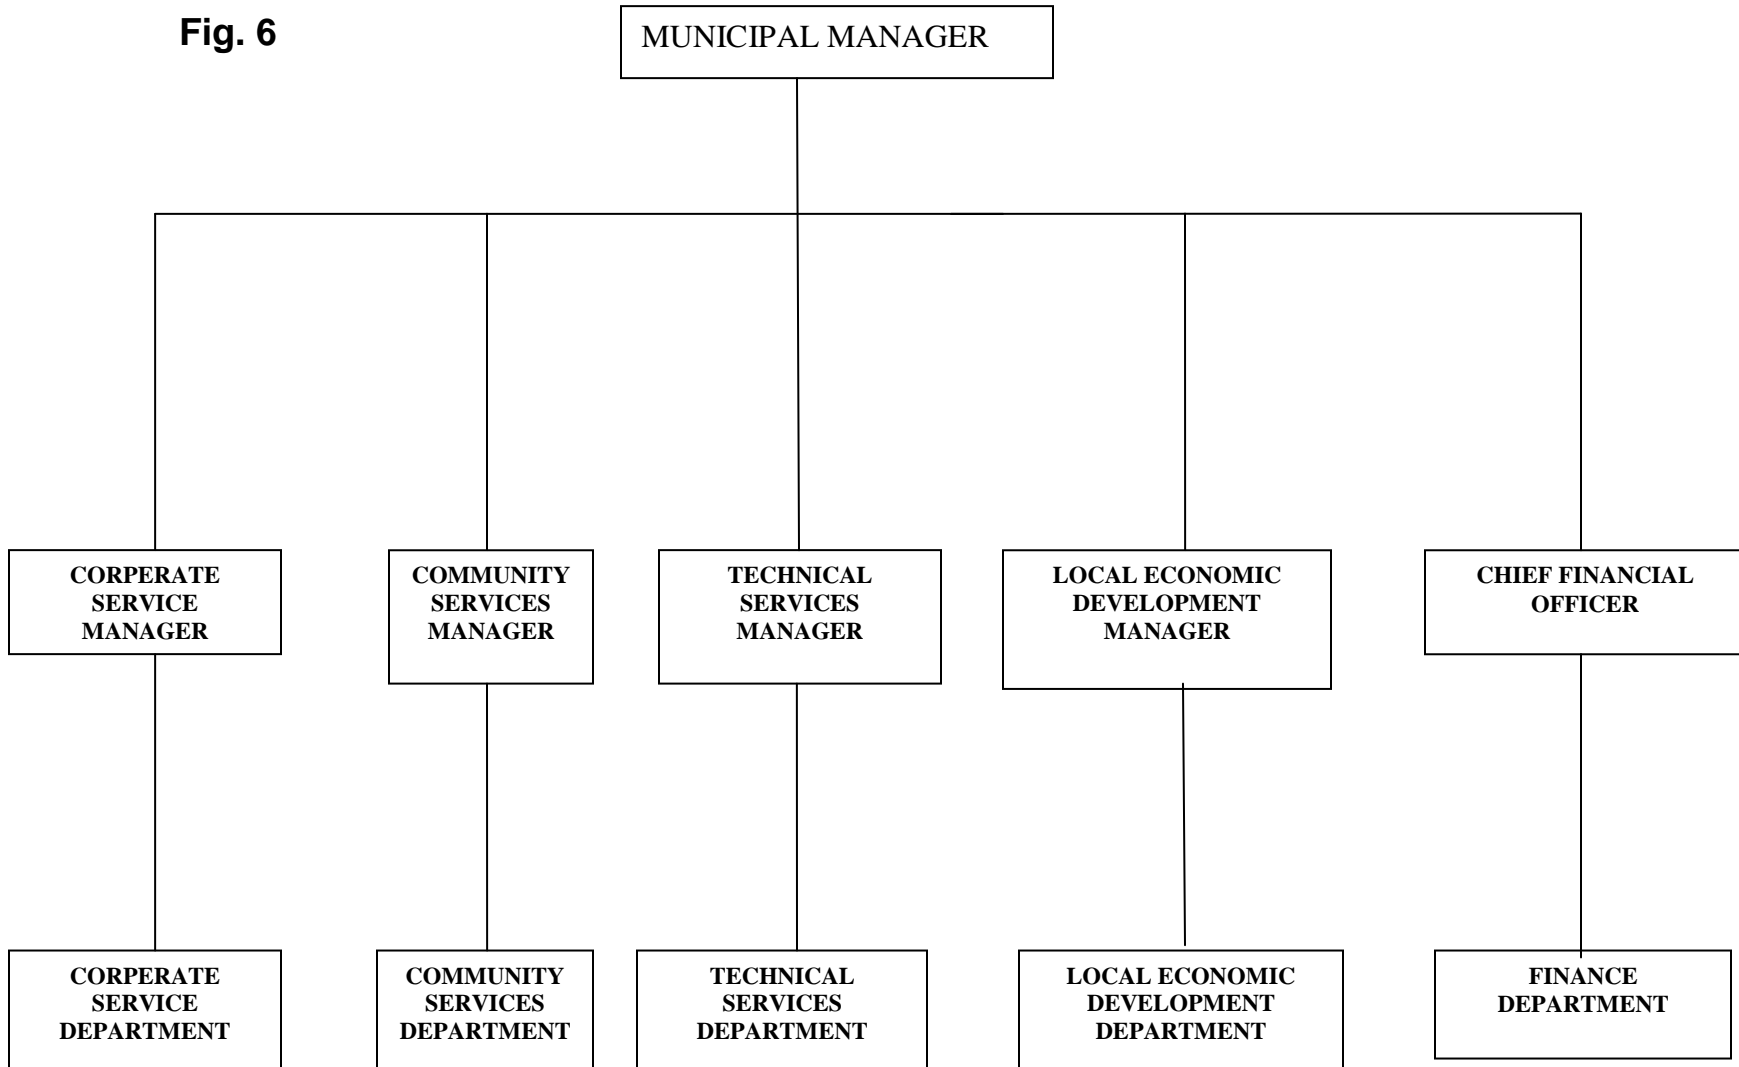 Fig. 6
MUNICIPAL MANAGER
CORPERATE
SERVICE
MANAGER
COMMUNITY
SERVICES
MANAGER
TECHNICAL
SERVICES
MANAGER
LOCAL ECONOMIC
DEVELOPMENT
MANAGER
CHIEF FINANCIAL
OFFICER
CORPERATE
SERVICE
DEPARTMENT
COMMUNITY
SERVICES
DEPARTMENT
TECHNICAL
SERVICES
DEPARTMENT
LOCAL ECONOMIC
DEVELOPMENT
DEPARTMENT
FINANCE
DEPARTMENT